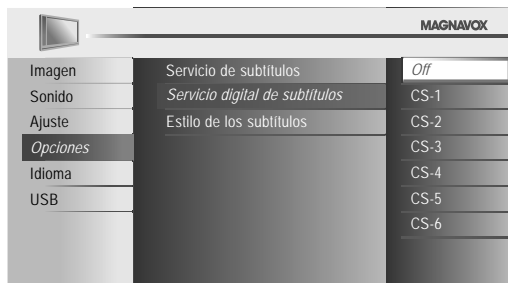 MAGNAVOX
Imagen
Sonido
Ajuste
Opciones
Idioma
USB
Servicio de subtítulos
Servicio digital de subtítulos
Estilo de los subtítulos
Off
CS-1
CS-2
CS-3
CS-4
CS-5
CS-6